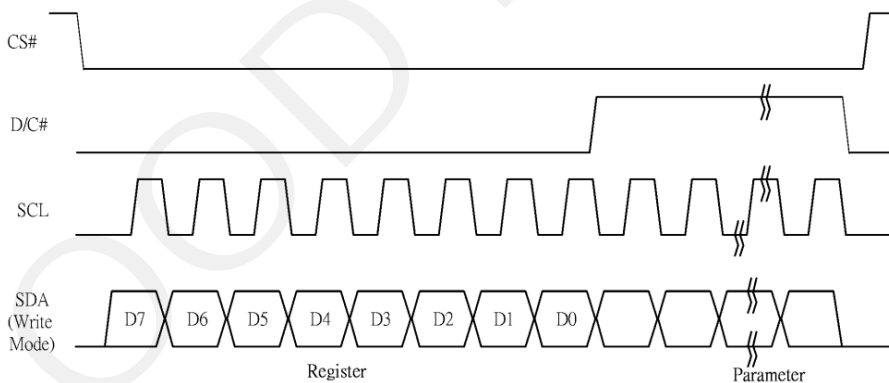 CS#
D/C#
SCL
SDA
(Write
Mode)
D7 D6 D5 D4 D3 D2 D1 D0
Register Parameter